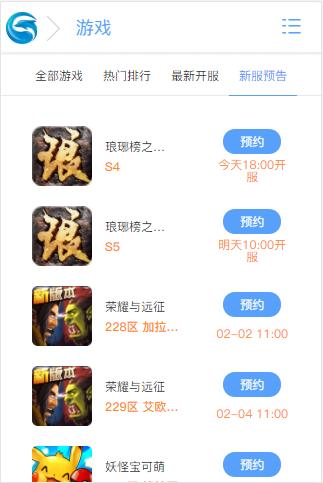 游戏
全部游戏 热门排行 最新开服 新服预告
琅琊榜之...
S4
预约
今天18:00开
服
琅琊榜之...
S5
预约
明天10:00开
服
新版本
荣耀与远征
228区 加拉...
预约
02-02 11:00
新版本
荣耀与远征
229区 艾欧...
预约
02-04 11:00
妖怪宝可萌
预约